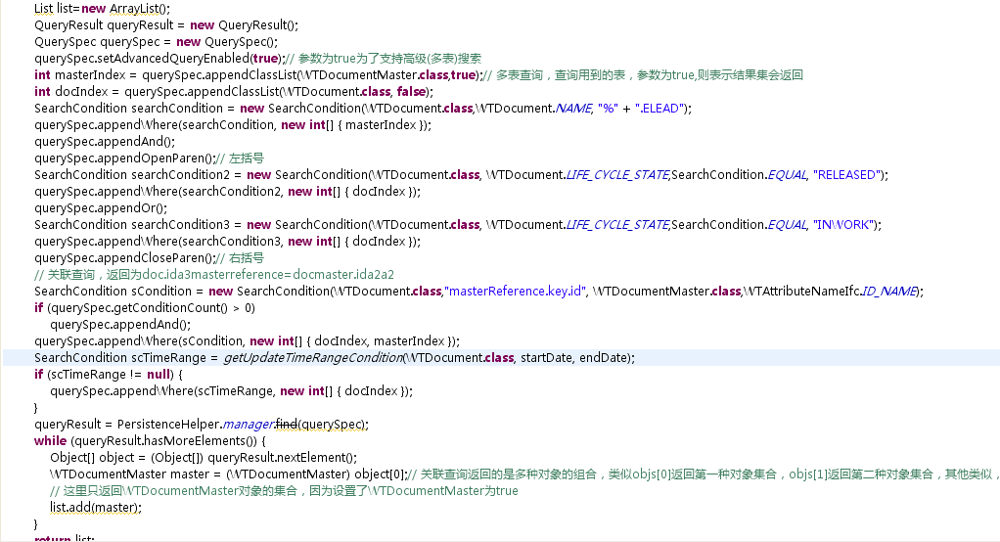 List list=new ArrayList();
QueryResult queryResult = new QueryResult();
QuerySpec querySpec = new QuerySpec();
querySpec.setAdvancedQueryEnabled(true);// 参数为true为了支持高级(多表)搜索
int masterIndex = querySpec.appendClassList(WTDocumentMaster.class,true);// 多表查询，查询用到的表，参数为true,则表示结果集会返回
int docIndex = querySpec.appendClassList(WTDocument.class, false);
SearchCondition searchCondition = new SearchCondition(WTDocument.class,WTDocument.NAME, "%" + ".ELEAD");
querySpec.appendWhere(searchCondition, new int[] { masterIndex });
querySpec.appendAnd();
querySpec.appendOpenParen();// 左括号
SearchCondition searchCondition2 = new SearchCondition(WTDocument.class, WTDocument.LIFE_CYCLE_STATE,SearchCondition.EQUAL, "RELEASED");
querySpec.appendWhere(searchCondition2, new int[] { docIndex });
querySpec.appendOr();
SearchCondition searchCondition3 = new SearchCondition(WTDocument.class, WTDocument.LIFE_CYCLE_STATE,SearchCondition.EQUAL, "INWORK");
querySpec.appendWhere(searchCondition3, new int[] { docIndex });
querySpec.appendCloseParen();// 右括号
// 关联查询，返回为doc.ida3masterreference=docmaster.ida2a2
SearchCondition sCondition = new SearchCondition(WTDocument.class,"masterReference.key.id", WTDocumentMaster.class,WTAttributeNameIfc.ID_NAME);
if (querySpec.getConditionCount() > 0)
querySpec.appendAnd();
querySpec.appendWhere(sCondition, new int[] { docIndex, masterIndex });
SearchCondition scTimeRange = getUpdateTimeRangeCondition(WTDocument.class, startDate, endDate);
if (scTimeRange != null) {
querySpec.appendWhere(scTimeRange, new int[] { docIndex });
}
queryResult = PersistenceHelper.manager.find(querySpec);
while (queryResult.hasMoreElements()) {
Object[] object = (Object[]) queryResult.nextElement();
WTDocumentMaster master = (WTDocumentMaster) object[0];// 关联查询返回的是多种对象的组合，类似objs[0]返回第一种对象集合，objs[1]返回第二种对象集合，其他类似，
// 这里只返回WTDocumentMaster对象的集合，因为设置了WTDocumentMaster为true
list.add(master);
}
return list;